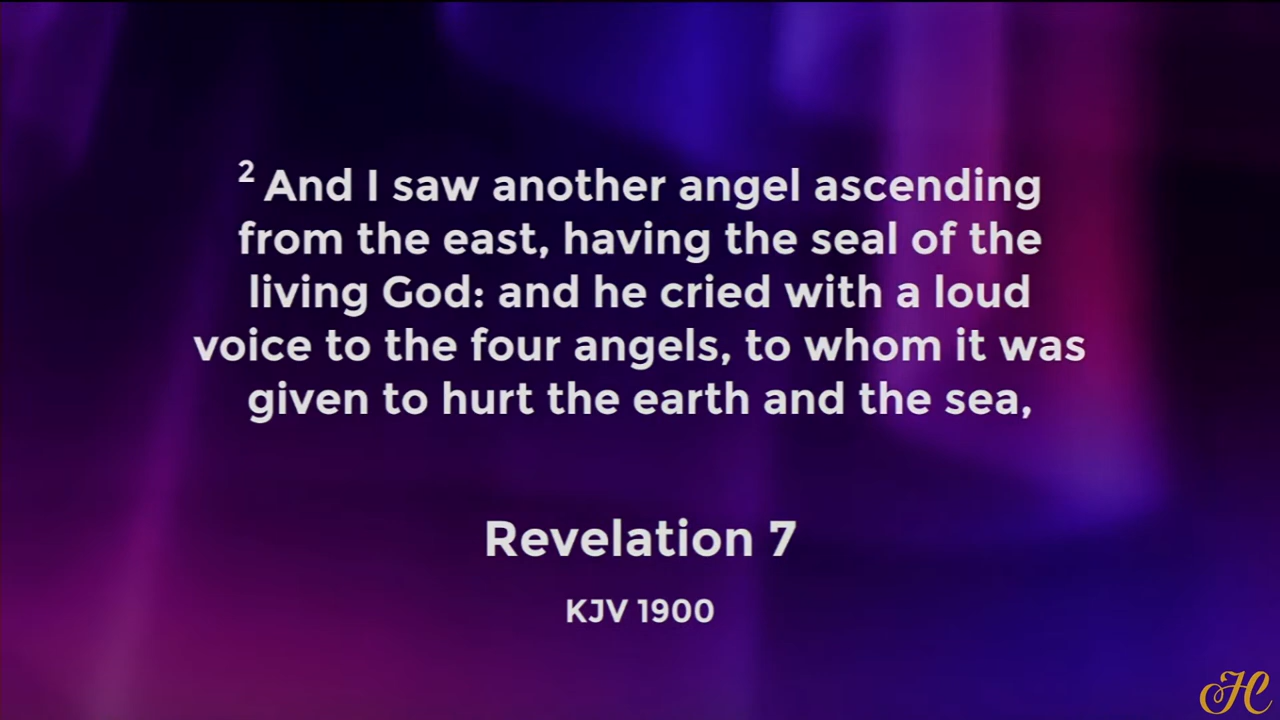 ² And I saw another angel ascending
from the east, having the seal of the
living God: and he cried with a loud
voice to the four angels, to whom it was
given to hurt the earth and the sea,
Revelation 7
KJV 1900
HC